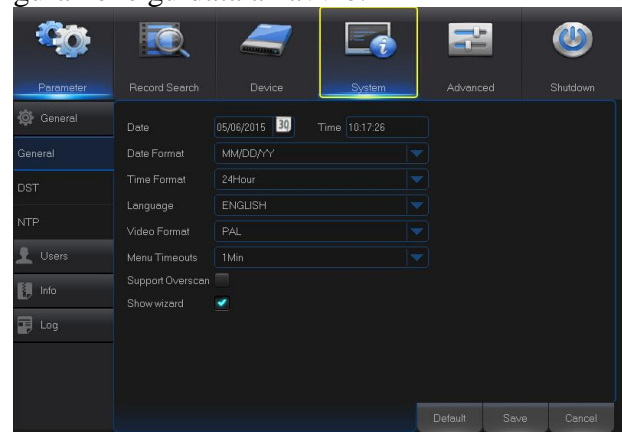 Parameter Record Search Device System Advanced Shutdown
General
General
DST
NTP
Users
Info
Log
Date 05/06/2015 30 Time 10:17:26
Date Format MM/DD/YY
Time Format 24Hour
Language ENGLISH
Video Format PAL
Menu Timeouts 1Min
Support Overscan
Show wizard
Default Save Cancel